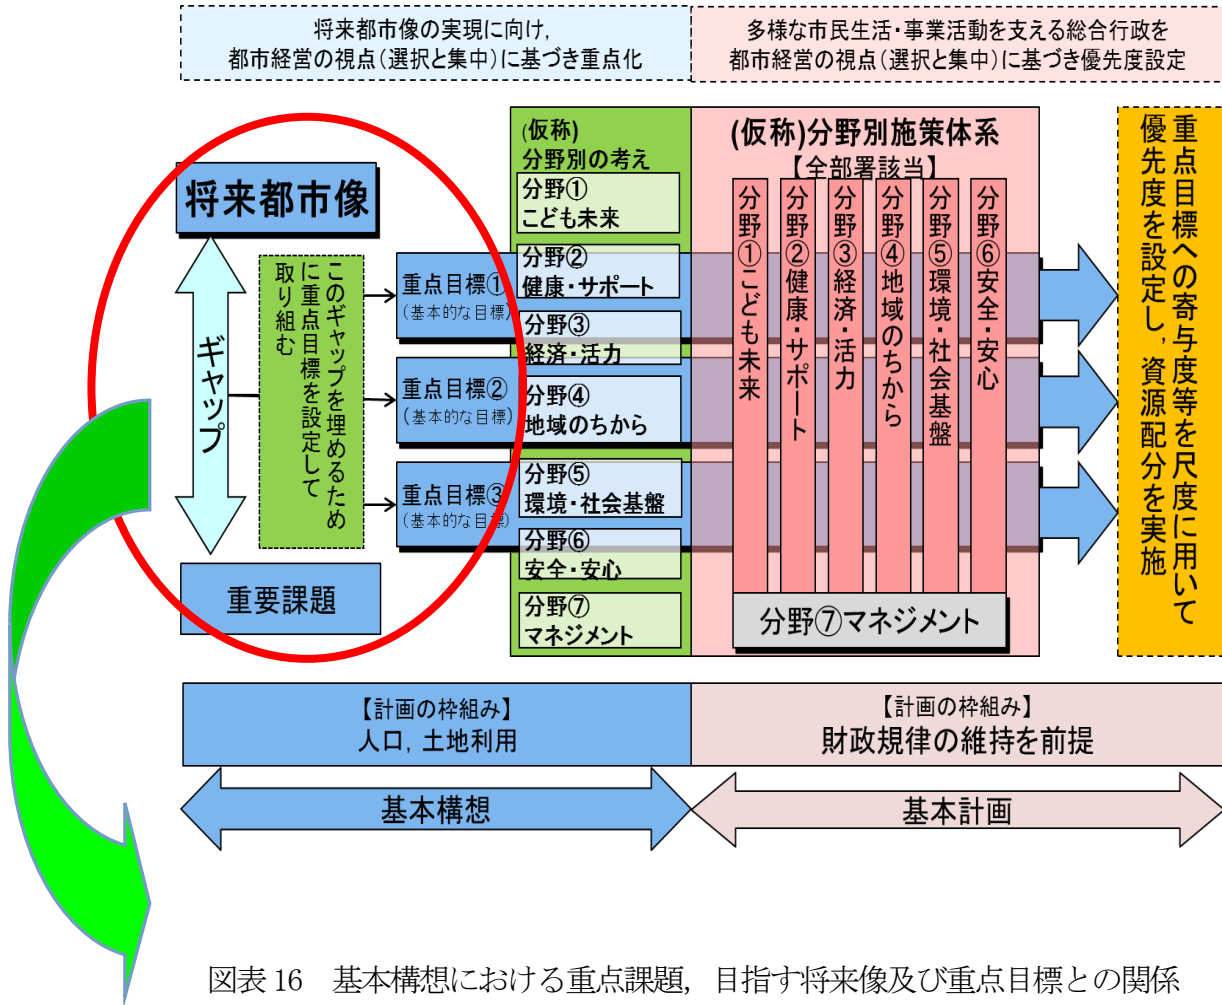 将来都市像の実現に向け,
都市経営の視点(選択と集中)に基づき重点化
多様な市民生活・事業活動を支える総合行政を
都市経営の視点(選択と集中)に基づき優先度設定
将来都市像
ギャップ
重要課題
このギャップを埋めるため
に重点目標を設定して
取り組む
重点目標①
(基本的な目標)
重点目標②
(基本的な目標)
重点目標③
(基本的な目標)
(仮称)
分野別の考え
分野①
こども未来
分野②
健康・サポート
分野③
経済・活力
分野④
地域のちから
分野⑤
環境・社会基盤
分野⑥
安全・安心
分野⑦
マネジメント
(仮称)分野別施策体系
【全部署該当】
分野①こども未来
分野②健康・サポート
分野③経済・活力
分野④地域のちから
分野⑤環境・社会基盤
分野⑥安全・安心
分野⑦マネジメント
重点目標への寄与度等を尺度に用いて
優先度を設定し,資源配分を実施
【計画の枠組み】
人口,土地利用
【計画の枠組み】
財政規律の維持を前提
基本構想
基本計画
図表16 基本構想における重点課題,目指す将来像及び重点目標との関係